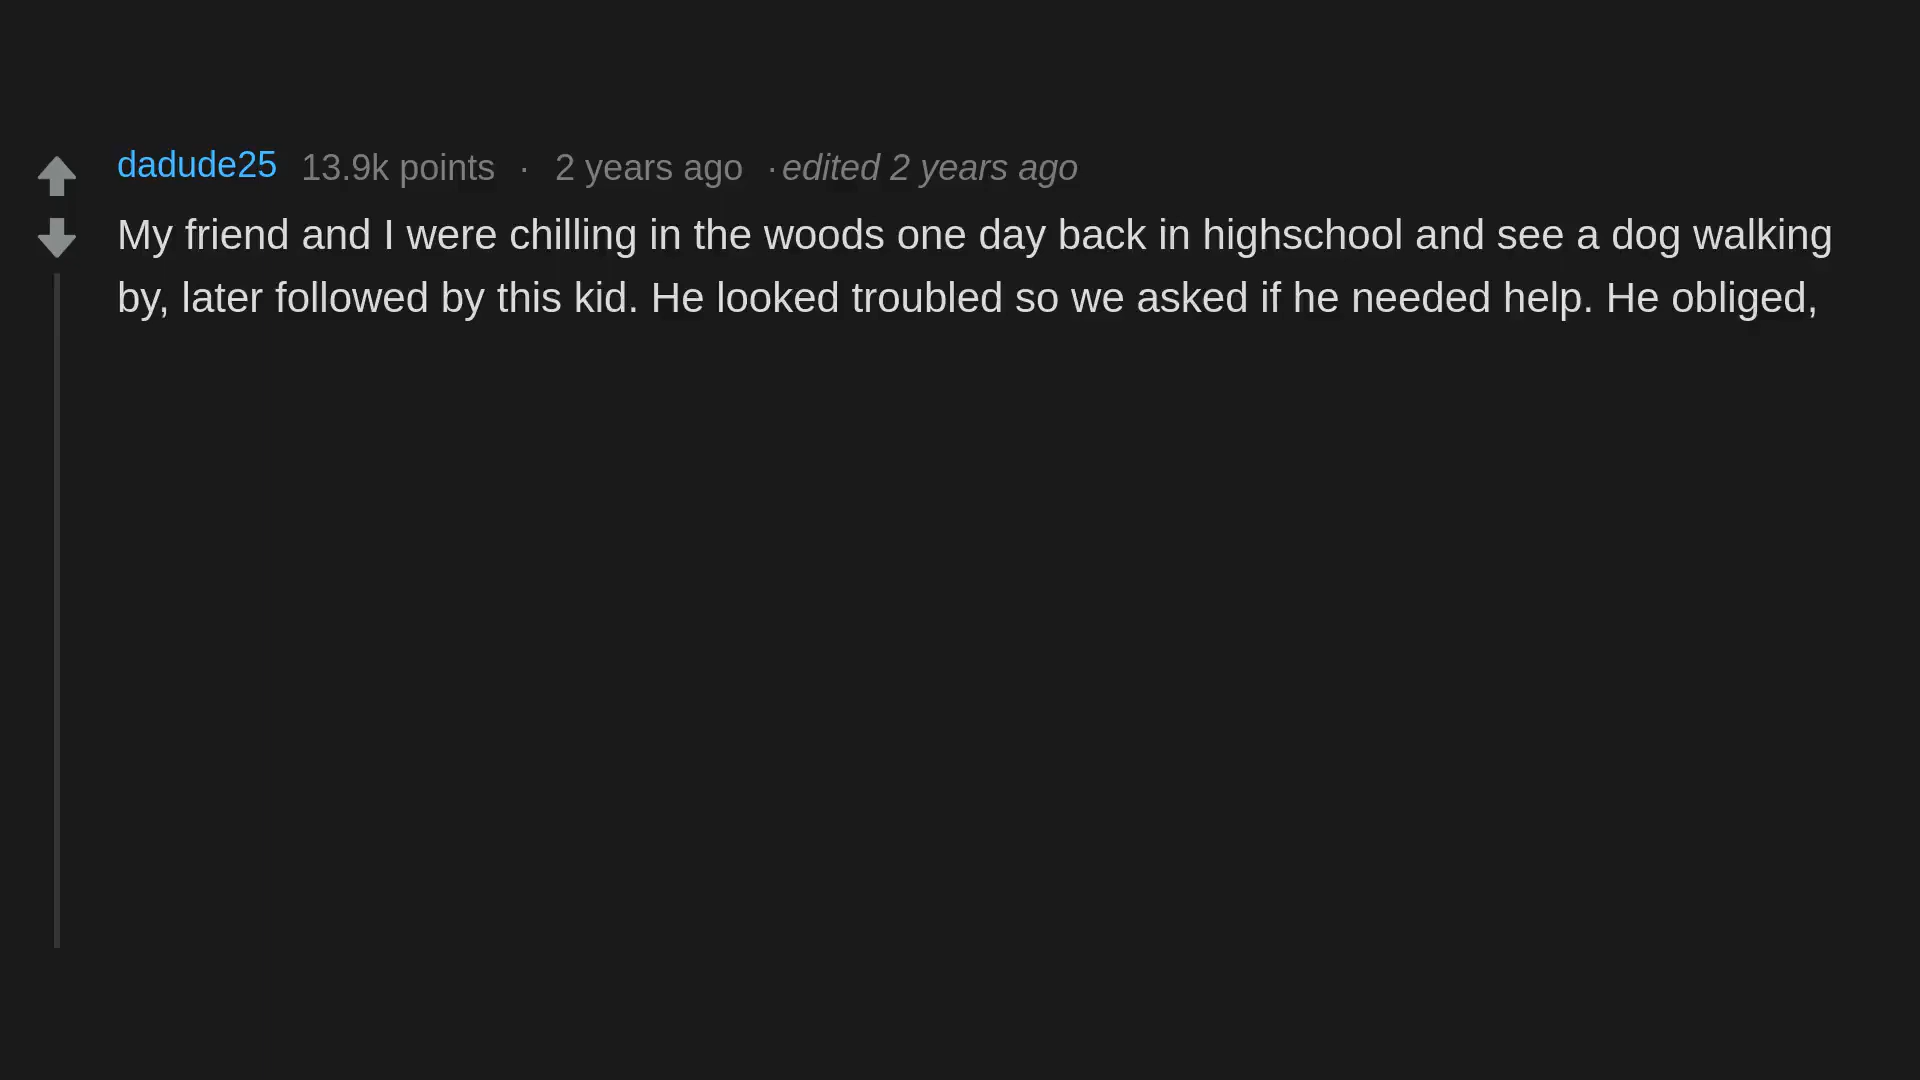 dadude25 13.9k points · 2 years ago · edited 2 years ago
My friend and I were chilling in the woods one day back in highschool and see a dog walking
by, later followed by this kid. He looked troubled so we asked if he needed help. He obliged,